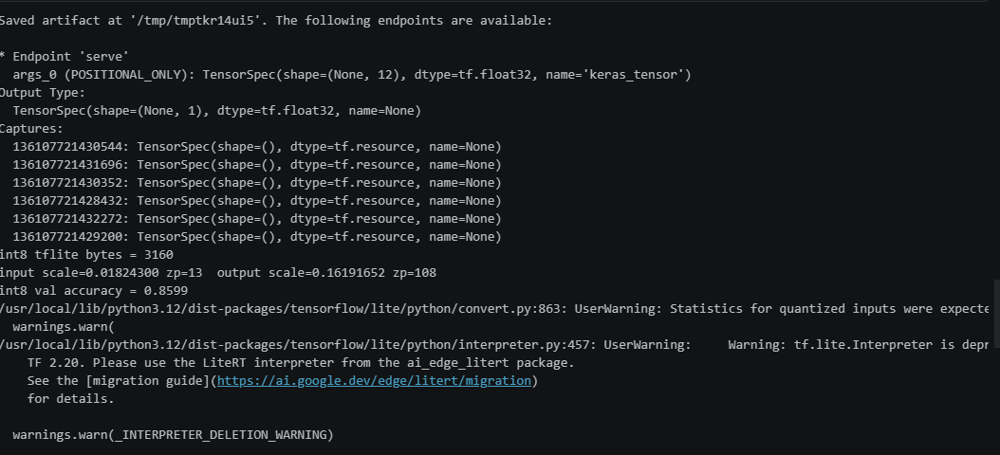 Saved artifact at '/tmp/tmptkr14ui5'. The following endpoints are available:
* Endpoint 'serve'
args_0 (POSITIONAL_ONLY): TensorSpec(shape=(None, 12), dtype=tf.float32, name='keras_tensor')
Output Type:
TensorSpec(shape=(None, 1), dtype=tf.float32, name=None)
Captures:
136107721430544: TensorSpec(shape=(), dtype=tf.resource, name=None)
136107721431696: TensorSpec(shape=(), dtype=tf.resource, name=None)
136107721430352: TensorSpec(shape=(), dtype=tf.resource, name=None)
136107721428432: TensorSpec(shape=(), dtype=tf.resource, name=None)
136107721432272: TensorSpec(shape=(), dtype=tf.resource, name=None)
136107721429200: TensorSpec(shape=(), dtype=tf.resource, name=None)
int8 tflite bytes = 3160
input scale=0.01824300 zp=13  output scale=0.16191652 zp=108
int8 val accuracy = 0.8599
/usr/local/lib/python3.12/dist-packages/tensorflow/lite/python/convert.py:863: UserWarning: Statistics for quantized inputs were expecte
warnings.warn(
/usr/local/lib/python3.12/dist-packages/tensorflow/lite/python/interpreter.py:457: UserWarning:     Warning: tf.lite.Interpreter is depr
TF 2.20. Please use the LiteRT interpreter from the ai_edge_litert package.
See the [migration guide](https://ai.google.dev/edge/litert/migration)
for details.
warnings.warn(_INTERPRETER_DELETION_WARNING)